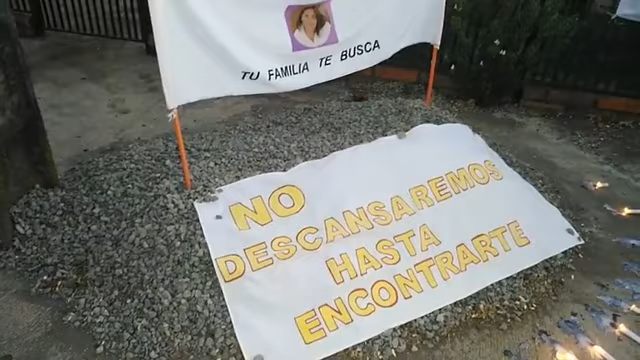 TU FAMILIA TE BUSCA
NO
DESCANSAREMOS
HASTA
ENCONTRARTE